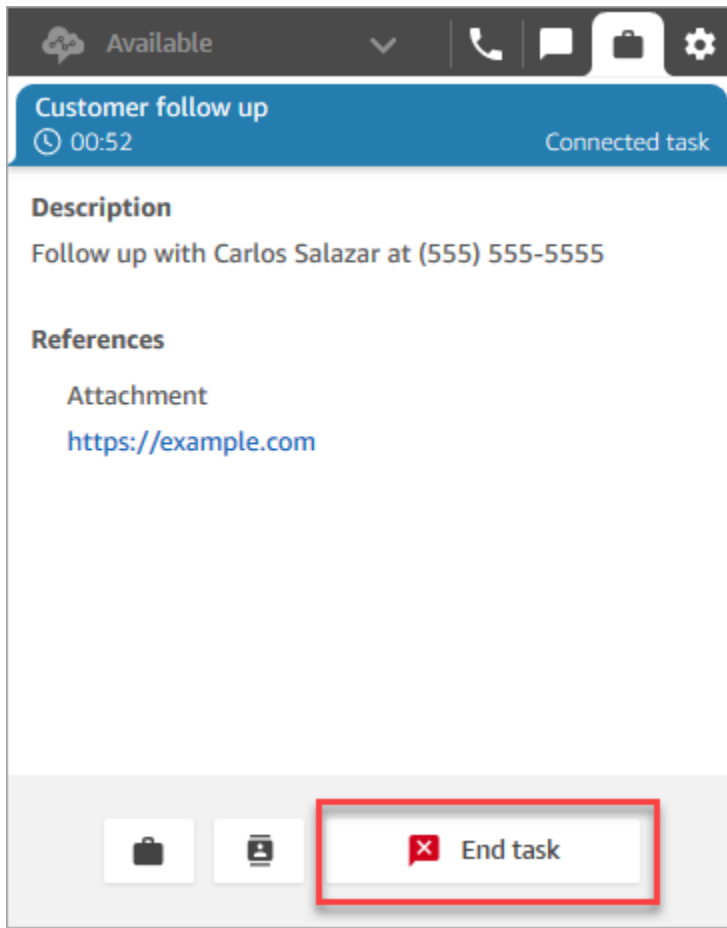 Available
Customer follow up
00:52 Connected task
Description
Follow up with Carlos Salazar at (555) 555-5555
References
Attachment
https://example.com
End task